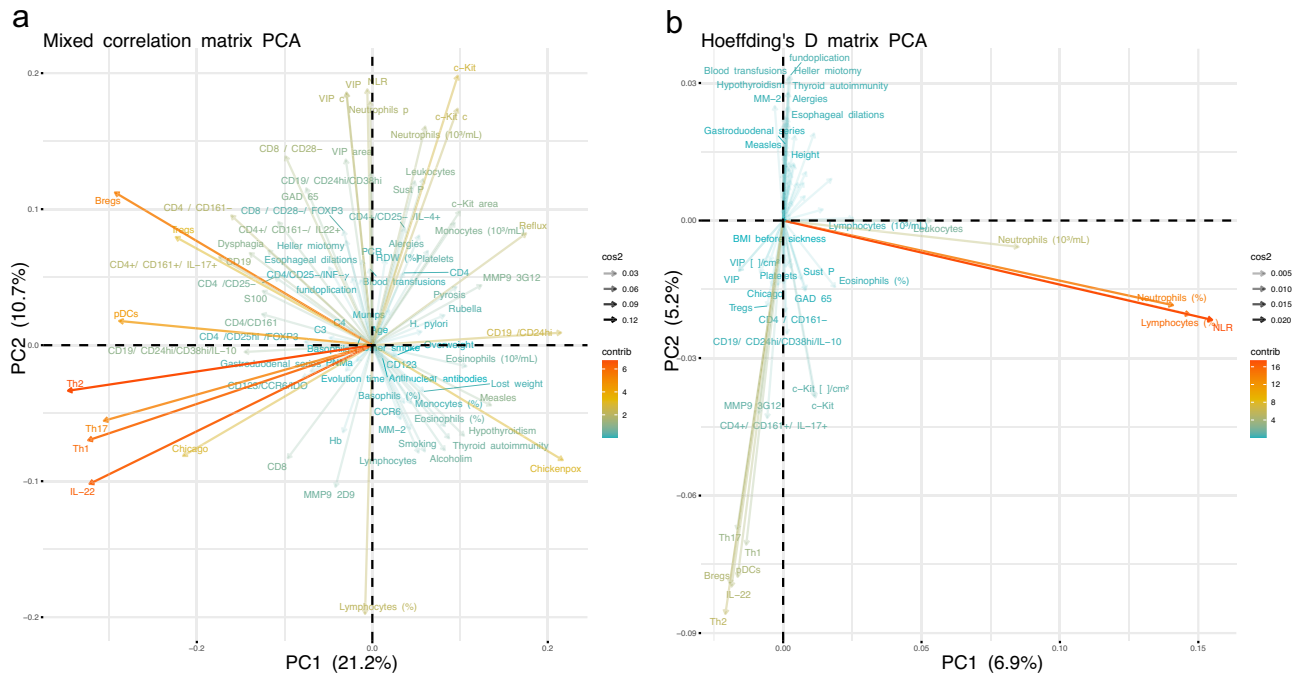 a
Mixed correlation matrix PCA
PC2 (10.7%)
0.2
0.1
0.0
−0.1
−0.2
−0.2
0.0
0.2
PC1 (21.2%)
c−Kit
VIP
NLR
VIP c
Neutrophils p
c−Kit c
Neutrophils (10³/mL)
CD8 / CD28−
VIP area
Leukocytes
CD19/ CD24hi/CD38hi
Sust P
GAD 65
Bregs
CD4 / CD161−
CD8 / CD28−/ FOXP3
CD4+/CD25− /IL−4+
c−Kit area
Tregs
CD4+/ CD161−/ IL22+
Monocytes (10³/mL)
Reflux
Dysphagia
Heller miotomy
Alergies
PCR
RDW (%)
Platelets
CD4+/ CD161+/ IL−17+
CD19
Esophageal dilations
CD4/CD25−/INF−γ
Blood transfusions
CD4
MMP9 3G12
CD4 /CD25−
fundoplication
S100
Pyrosis
Rubella
pDCs
Mumps
CD4/CD161
C3
C4
Age
H. pylori
CD19 /CD24hi
CD4 /CD25hi /FOXP3
CD19/ CD24hi/CD38hi/IL−10
smoke
Overweight
Gastroduodenal series
CD123
Eosinophils (10³/mL)
Th2
CD123/CCR6/IDO
Evolution time
Antinuclear antibodies
Lost weight
Basophils (%)
Monocytes (%)
Measles
CCR6
Eosinophils (%)
Th17
MM−2
Hypothyroidism
Th1
Chicago
Hb
Smoking
Thyroid autoimmunity
CD8
Lymphocytes
Alcoholim
Chickenpox
IL−22
MMP9 2D9
Lymphocytes (%)
cos2
0.03
0.06
0.09
0.12
contrib
6
4
2
b
Hoeffding's D matrix PCA
PC2 (5.2%)
0.03
0.00
−0.03
−0.06
−0.09
0.00
0.05
0.10
0.15
PC1 (6.9%)
fundoplication
Blood transfusions
Heller miotomy
Hypothyroidism
Thyroid autoimmunity
MM−2
Alergies
Esophageal dilations
Gastroduodenal series
Measles
Height
Lymphocytes (10³/mL)
Leukocytes
BMI before sickness
Neutrophils (10³/mL)
VIP [ ]/cm²
VIP
Platelets
Sust P
Eosinophils (%)
Chicago
GAD 65
Tregs
Neutrophils (%)
CD4 / CD161−
Lymphocytes (%)
NLR
CD19/ CD24hi/CD38hi/IL−10
c−Kit [ ]/cm²
MMP9 3G12
c−Kit
CD4+/ CD161+/ IL−17+
Th17
Th1
Bregs
pDCs
IL−22
Th2
cos2
0.005
0.010
0.015
0.020
contrib
16
12
8
4